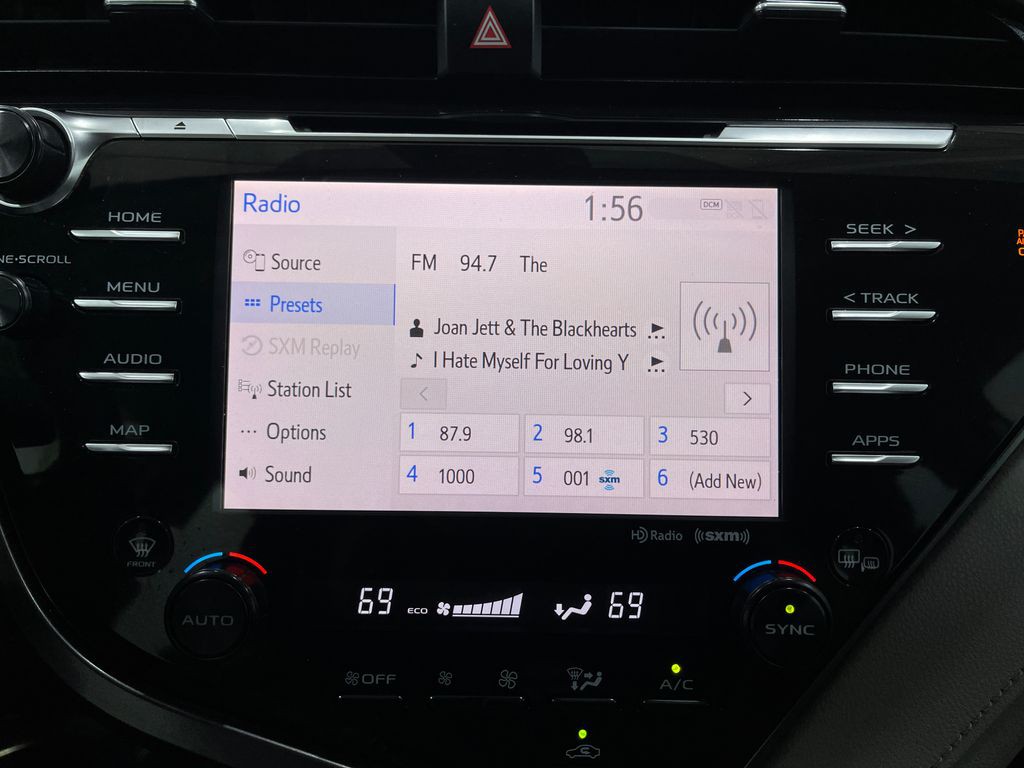 HOME
NE•SCROLL
MENU
AUDIO
MAP
Radio
1:56
DCM
Source
Presets
SXM Replay
Station List
Options
Sound
FM 94.7 The
Joan Jett & The Blackhearts
I Hate Myself For Loving Y
1 87.9
2 98.1
3 530
4 1000
5 001 sxm
6 (Add New)
SEEK >
< TRACK
PHONE
APPS
HD Radio ((sxm))
FRONT
AUTO
69 ECO
69
SYNC
OFF
A/C